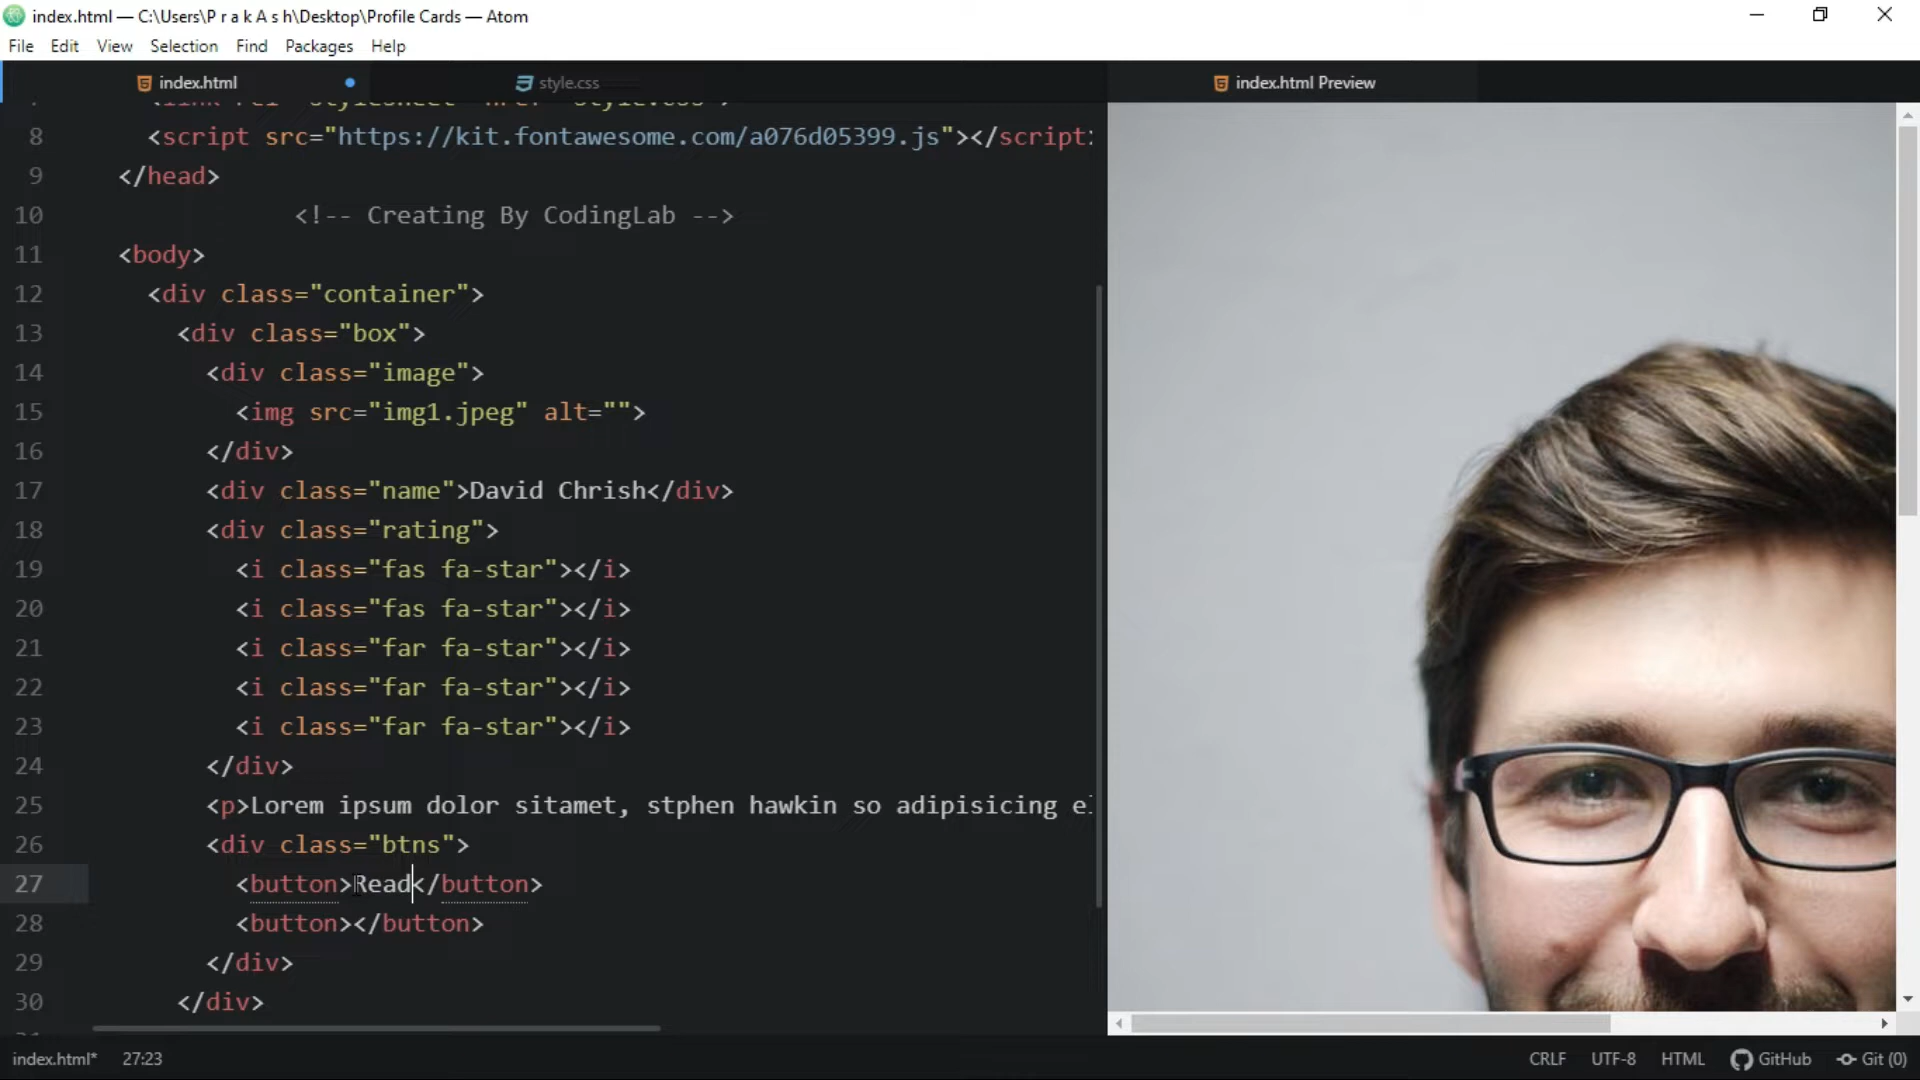 index.html — C:\Users\P r a k A s h\Desktop\Profile Cards — Atom
File Edit View Selection Find Packages Help
index.html style.css index.html Preview
8 <script src="https://kit.fontawesome.com/a076d05399.js"></script
9 </head>
10 <!-- Creating By CodingLab -->
11 <body>
12 <div class="container">
13 <div class="box">
14 <div class="image">
15 <img src="img1.jpeg" alt="">
16 </div>
17 <div class="name">David Chrish</div>
18 <div class="rating">
19 <i class="fas fa-star"></i>
20 <i class="fas fa-star"></i>
21 <i class="far fa-star"></i>
22 <i class="far fa-star"></i>
23 <i class="far fa-star"></i>
24 </div>
25 <p>Lorem ipsum dolor sitamet, stphen hawkin so adipisicing
26 <div class="btns">
27 <button>Read</button>
28 <button></button>
29 </div>
30 </div>
index.html* 27:23 CRLF UTF-8 HTML GitHub Git (0)